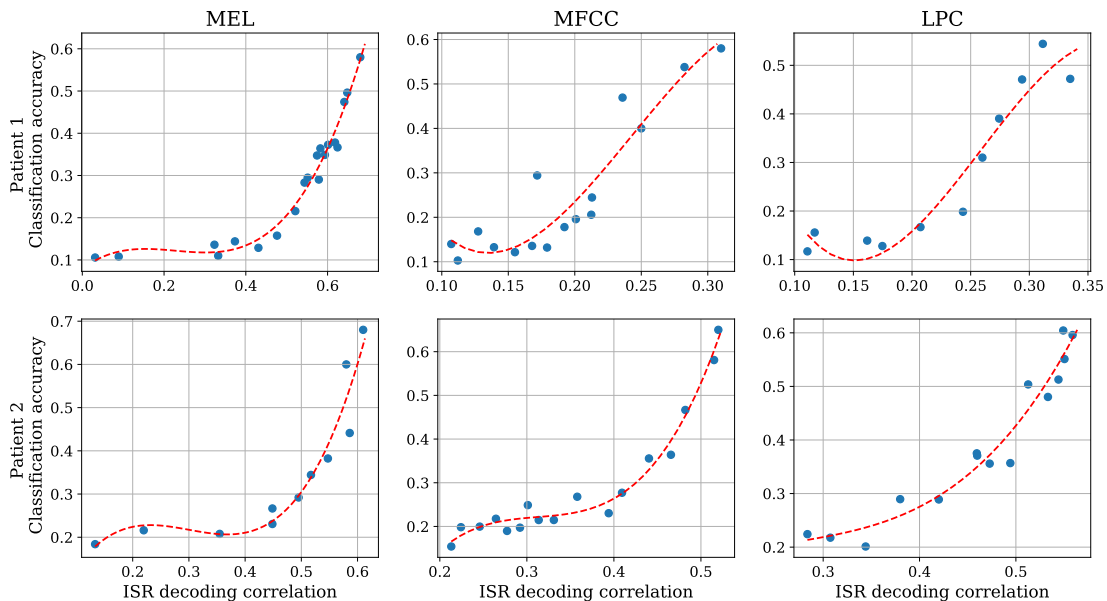 MEL
MFCC
LPC
Patient 1
Classification accuracy
0.6
0.5
0.4
0.3
0.2
0.1
0.0 0.2 0.4 0.6
0.6
0.5
0.4
0.3
0.2
0.1
0.10 0.15 0.20 0.25 0.30
0.5
0.4
0.3
0.2
0.1
0.10 0.15 0.20 0.25 0.30 0.35
Patient 2
Classification accuracy
0.7
0.6
0.5
0.4
0.3
0.2
0.2 0.3 0.4 0.5 0.6
ISR decoding correlation
0.6
0.5
0.4
0.3
0.2
0.2 0.3 0.4 0.5
ISR decoding correlation
0.6
0.5
0.4
0.3
0.2
0.3 0.4 0.5
ISR decoding correlation